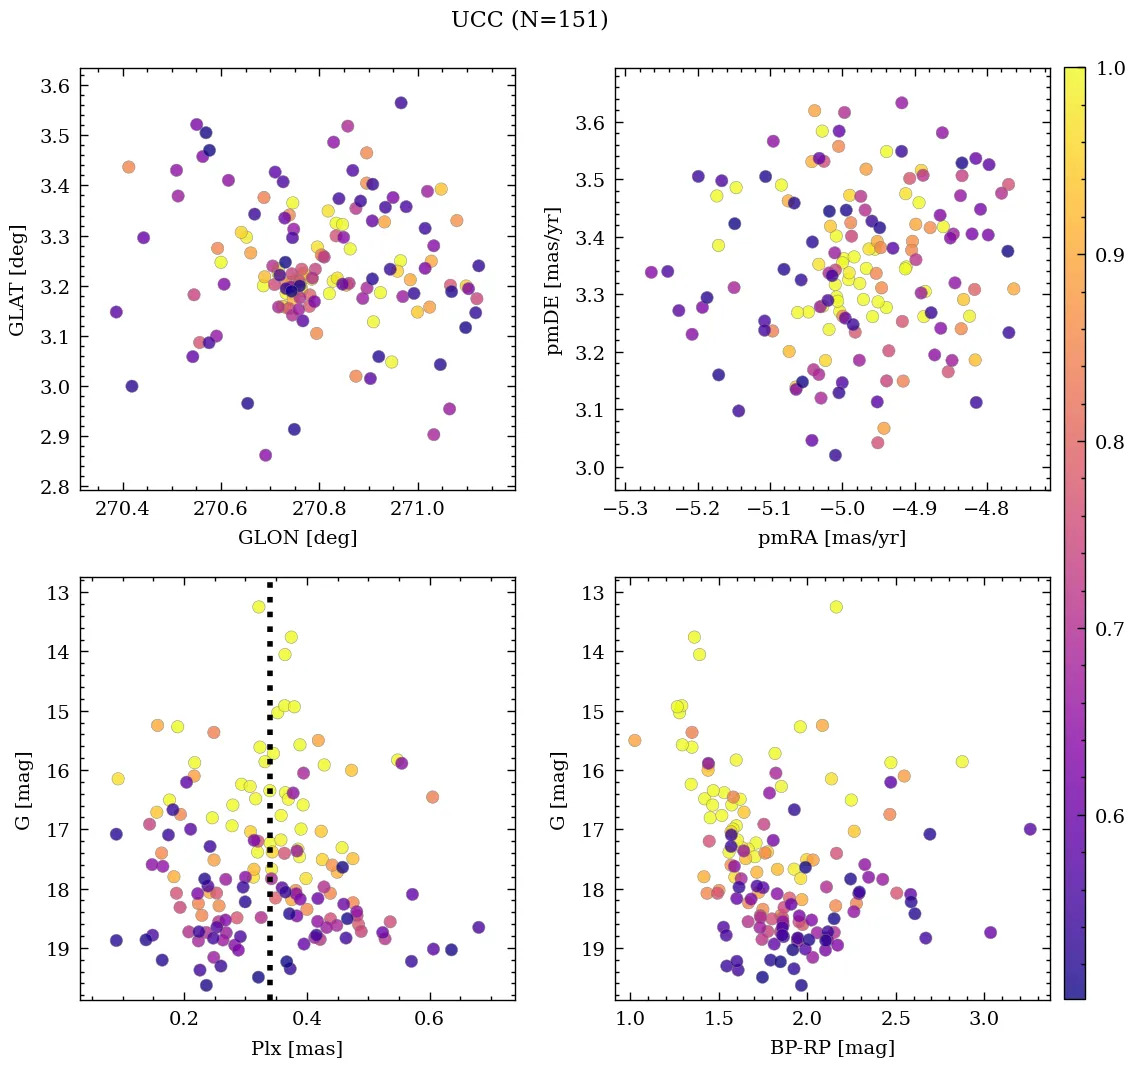 UCC (N=151)
3.6
3.5
3.4
3.3
3.2
3.1
3.0
2.9
2.8
GLAT [deg]
270.4 270.6 270.8 271.0
GLON [deg]
3.6
3.5
3.4
3.3
3.2
3.1
3.0
pmDE [mas/yr]
−5.3 −5.2 −5.1 −5.0 −4.9 −4.8
pmRA [mas/yr]
1.0
0.9
0.8
0.7
0.6
13
14
15
16
17
18
19
G [mag]
0.2 0.4 0.6
Plx [mas]
13
14
15
16
17
18
19
G [mag]
1.0 1.5 2.0 2.5 3.0
BP-RP [mag]